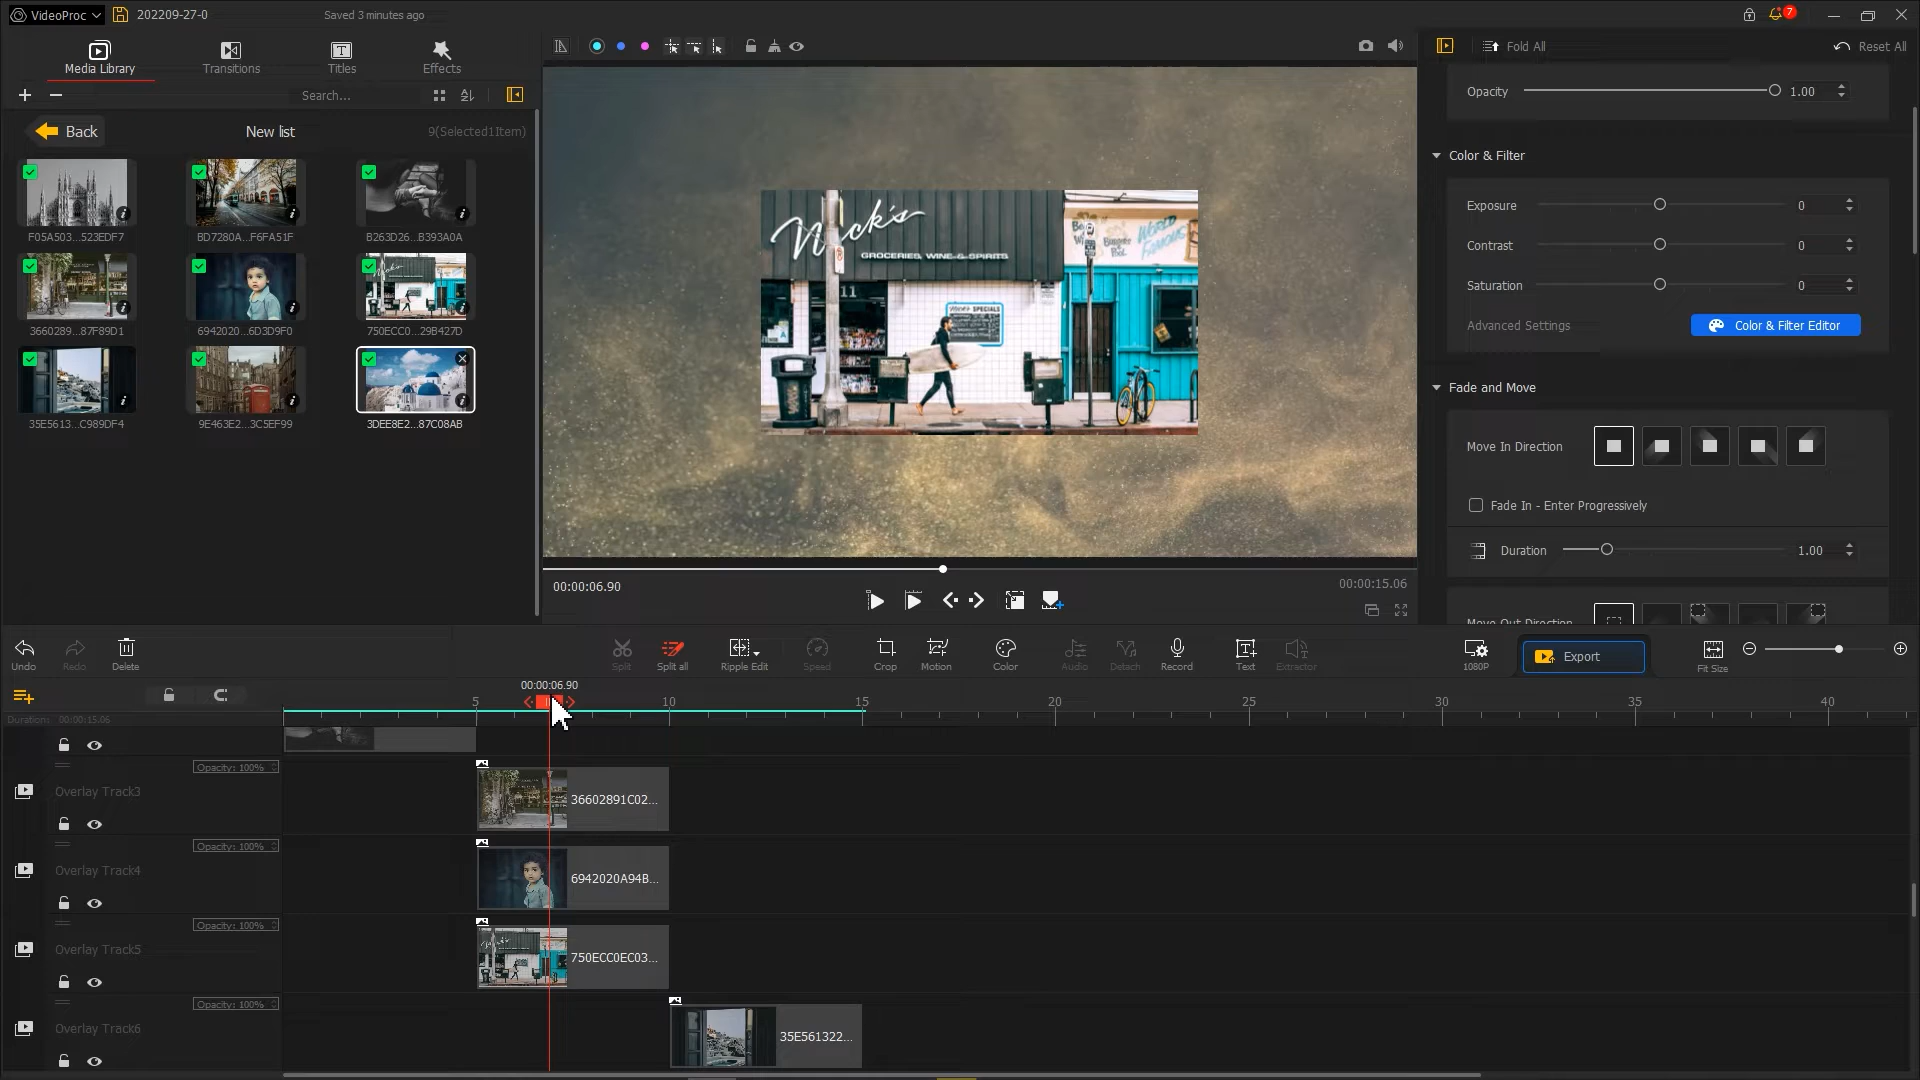 VideoProc
202209-27-0
Saved 3 minutes ago
7
Media Library
Transitions
Titles
Effects
Search...
Fold All
Reset All
Back
New list
9(Selected1Item)
F05A503...523EDF7
BD7280A...F6FA51F
B263D26...B393A0A
3660289...87F89D1
6942020...6D3D9F0
750ECC0...29B427D
35E5613...C989DF4
9E463E2...3C5EF99
3DEE8E2...87C08AB
Nick's
GROCERIES, WINE & SPIRITS
WORLD
FAMOUS
11
SPECIALS
Opacity
1.00
Color & Filter
Exposure
0
Contrast
0
Saturation
0
Advanced Settings
Color & Filter Editor
Fade and Move
Move In Direction
Fade In - Enter Progressively
Duration
1.00
Move Out Direction
00:00:06.90
00:00:15.06
Undo
Redo
Delete
Split
Split all
Ripple Edit
Speed
Crop
Motion
Color
Audio
Detach
Record
Text
Extractor
1080P
Export
Fit Size
00:00:06.90
5
10
15
20
25
30
35
40
Duration: 00:00:15.06
Opacity: 100%
Overlay Track3
36602891C02...
Opacity: 100%
Overlay Track4
6942020A94B...
Opacity: 100%
Overlay Track5
750ECC0EC03...
Opacity: 100%
Overlay Track6
35E561322...